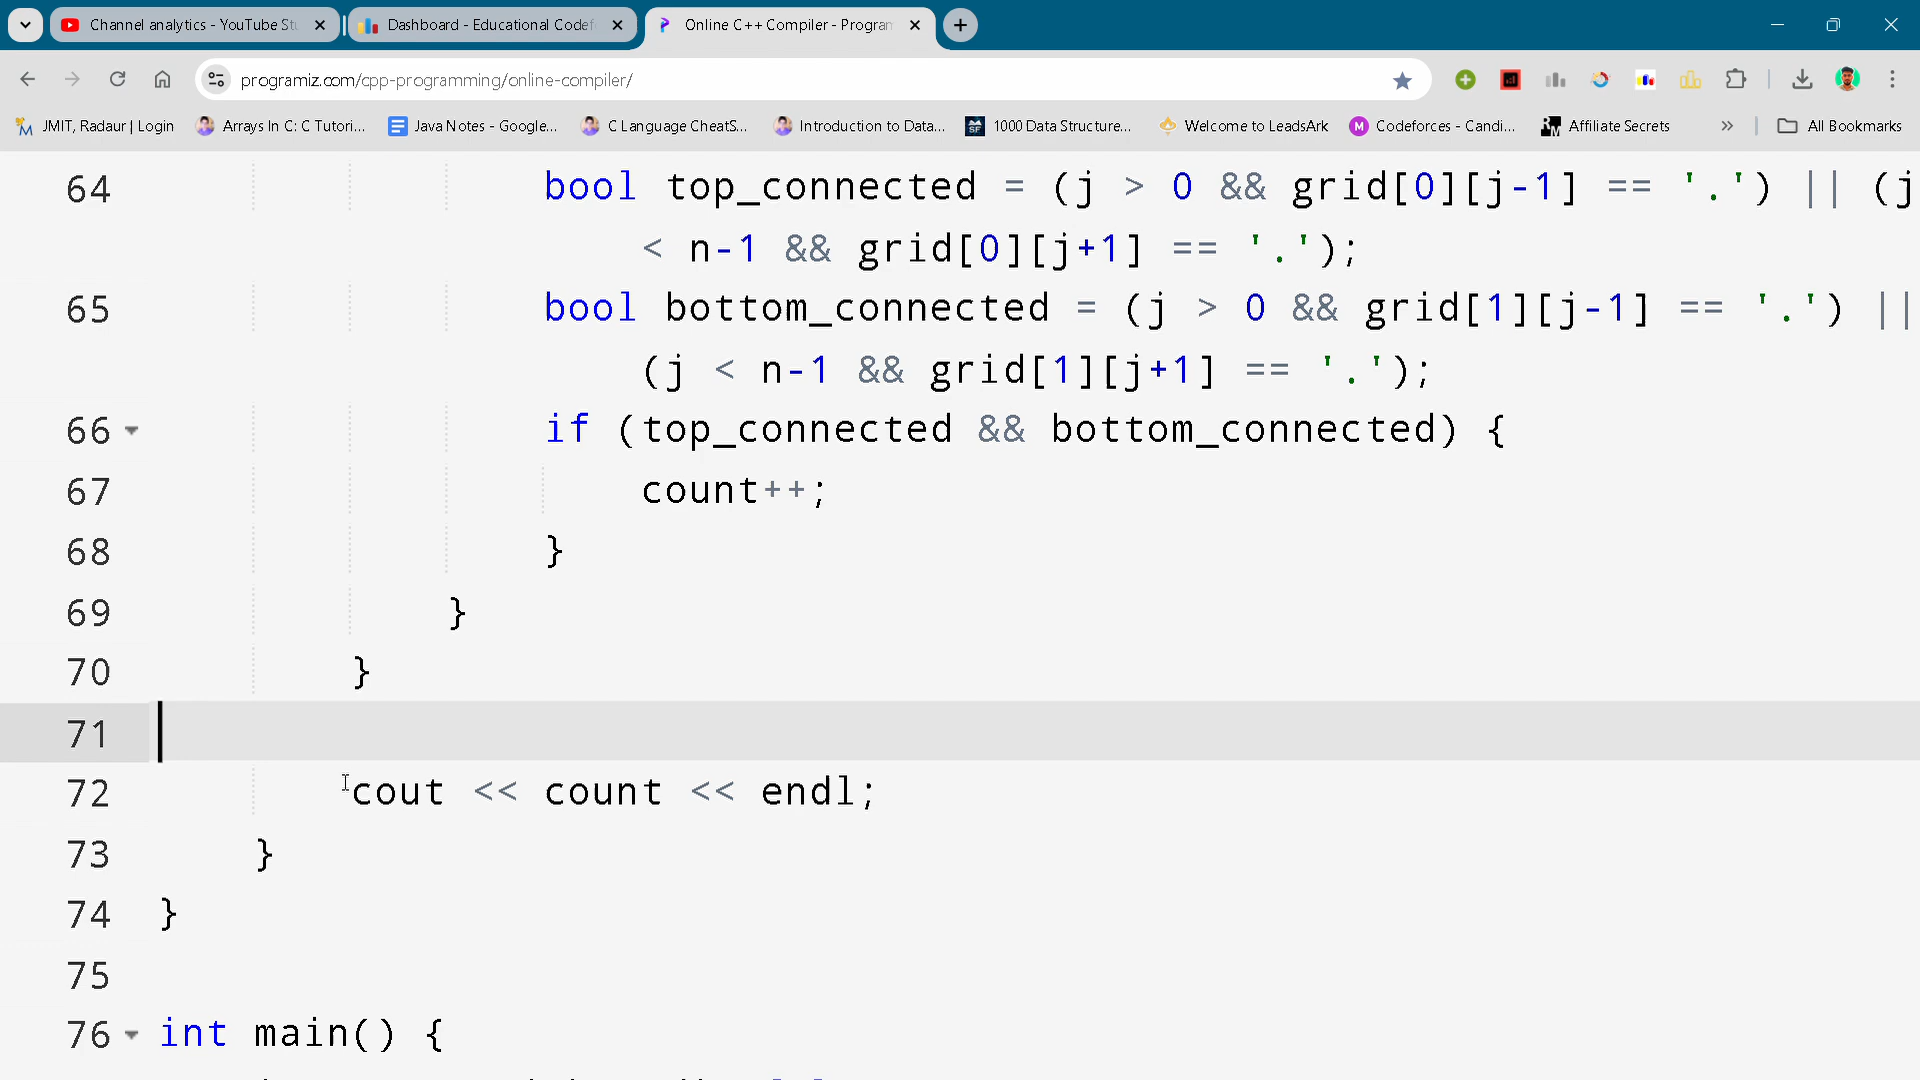 Channel analytics - YouTube Stu
Dashboard - Educational Codef
Online C++ Compiler - Program
programiz.com/cpp-programming/online-compiler/
JMIT, Radaur | Login
Arrays In C: C Tutori...
Java Notes - Google...
C Language CheatS...
Introduction to Data...
1000 Data Structure...
Welcome to LeadsArk
Codeforces - Candi...
Affiliate Secrets
All Bookmarks
64 bool top_connected = (j > 0 && grid[0][j-1] == '.') || (j
< n-1 && grid[0][j+1] == '.');
65 bool bottom_connected = (j > 0 && grid[1][j-1] == '.') ||
(j < n-1 && grid[1][j+1] == '.');
66 if (top_connected && bottom_connected) {
67 count++;
68 }
69 }
70 }
71
72 cout << count << endl;
73 }
74 }
75
76 int main() {